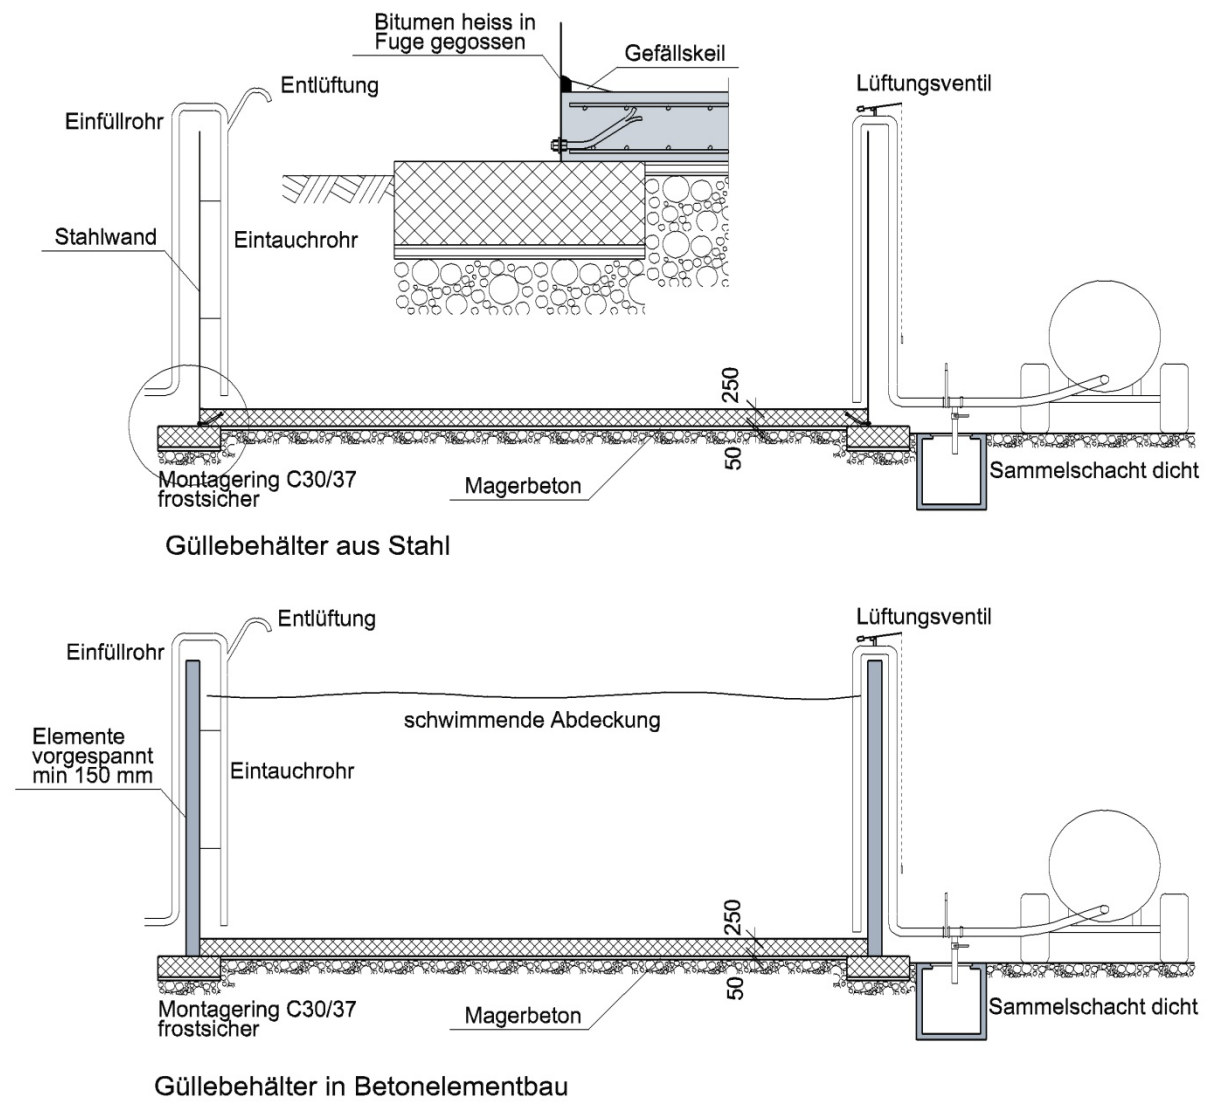 Bitumen heiss in
Fuge gegossen
Gefällskeil
Entlüftung
Einfüllrohr
Lüftungsventil
Stahlwand
Eintauchrohr
250
50
Montagering C30/37
frostsicher
Magerbeton
Sammelschacht dicht
Güllebehälter aus Stahl
Entlüftung
Einfüllrohr
Lüftungsventil
schwimmende Abdeckung
Elemente
vorgespannt
min 150 mm
Eintauchrohr
250
50
Montagering C30/37
frostsicher
Magerbeton
Sammelschacht dicht
Güllebehälter in Betonelementbau